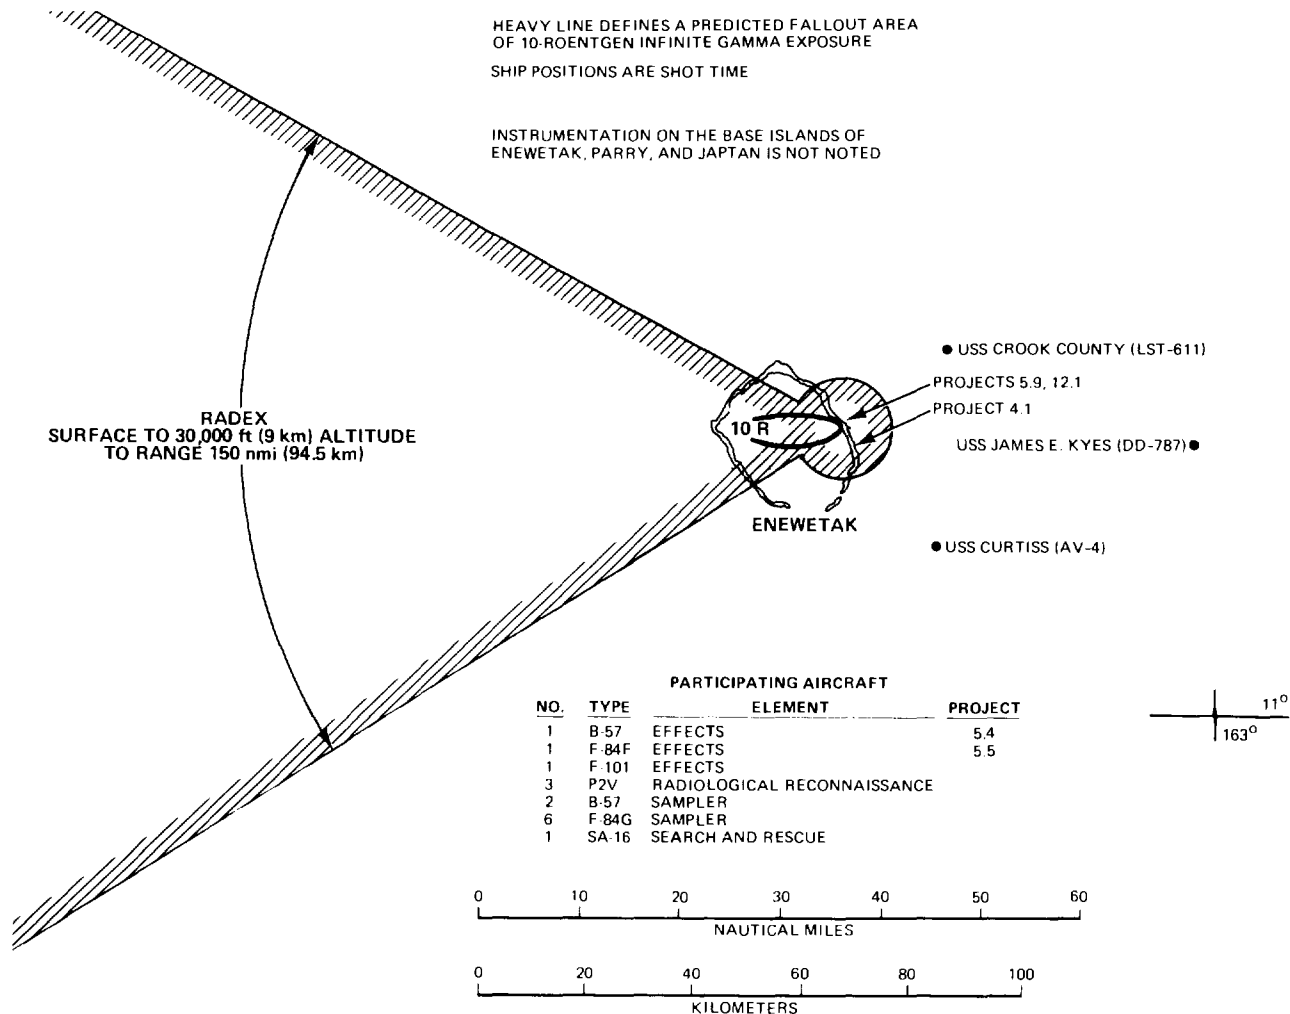 HEAVY LINE DEFINES A PREDICTED FALLOUT AREA
OF 10-ROENTGEN INFINITE GAMMA EXPOSURE
SHIP POSITIONS ARE SHOT TIME
INSTRUMENTATION ON THE BASE ISLANDS OF
ENEWETAK, PARRY, AND JAPTAN IS NOT NOTED
USS CROOK COUNTY (LST-611)
PROJECTS 5.9, 12.1
PROJECT 4.1
RADEX
SURFACE TO 30,000 ft (9 km) ALTITUDE
TO RANGE 150 nmi (94.5 km)
10 R
USS JAMES E. KYES (DD-787)
ENEWETAK
USS CURTISS (AV-4)
PARTICIPATING AIRCRAFT
NO. TYPE ELEMENT PROJECT
1 B-57 EFFECTS 5.4
1 F-84F EFFECTS 5.5
1 F-101 EFFECTS
3 P2V RADIOLOGICAL RECONNAISSANCE
2 B-57 SAMPLER
6 F-84G SAMPLER
1 SA-16 SEARCH AND RESCUE
11°
163°
0 10 20 30 40 50 60
NAUTICAL MILES
0 20 40 60 80 100
KILOMETERS